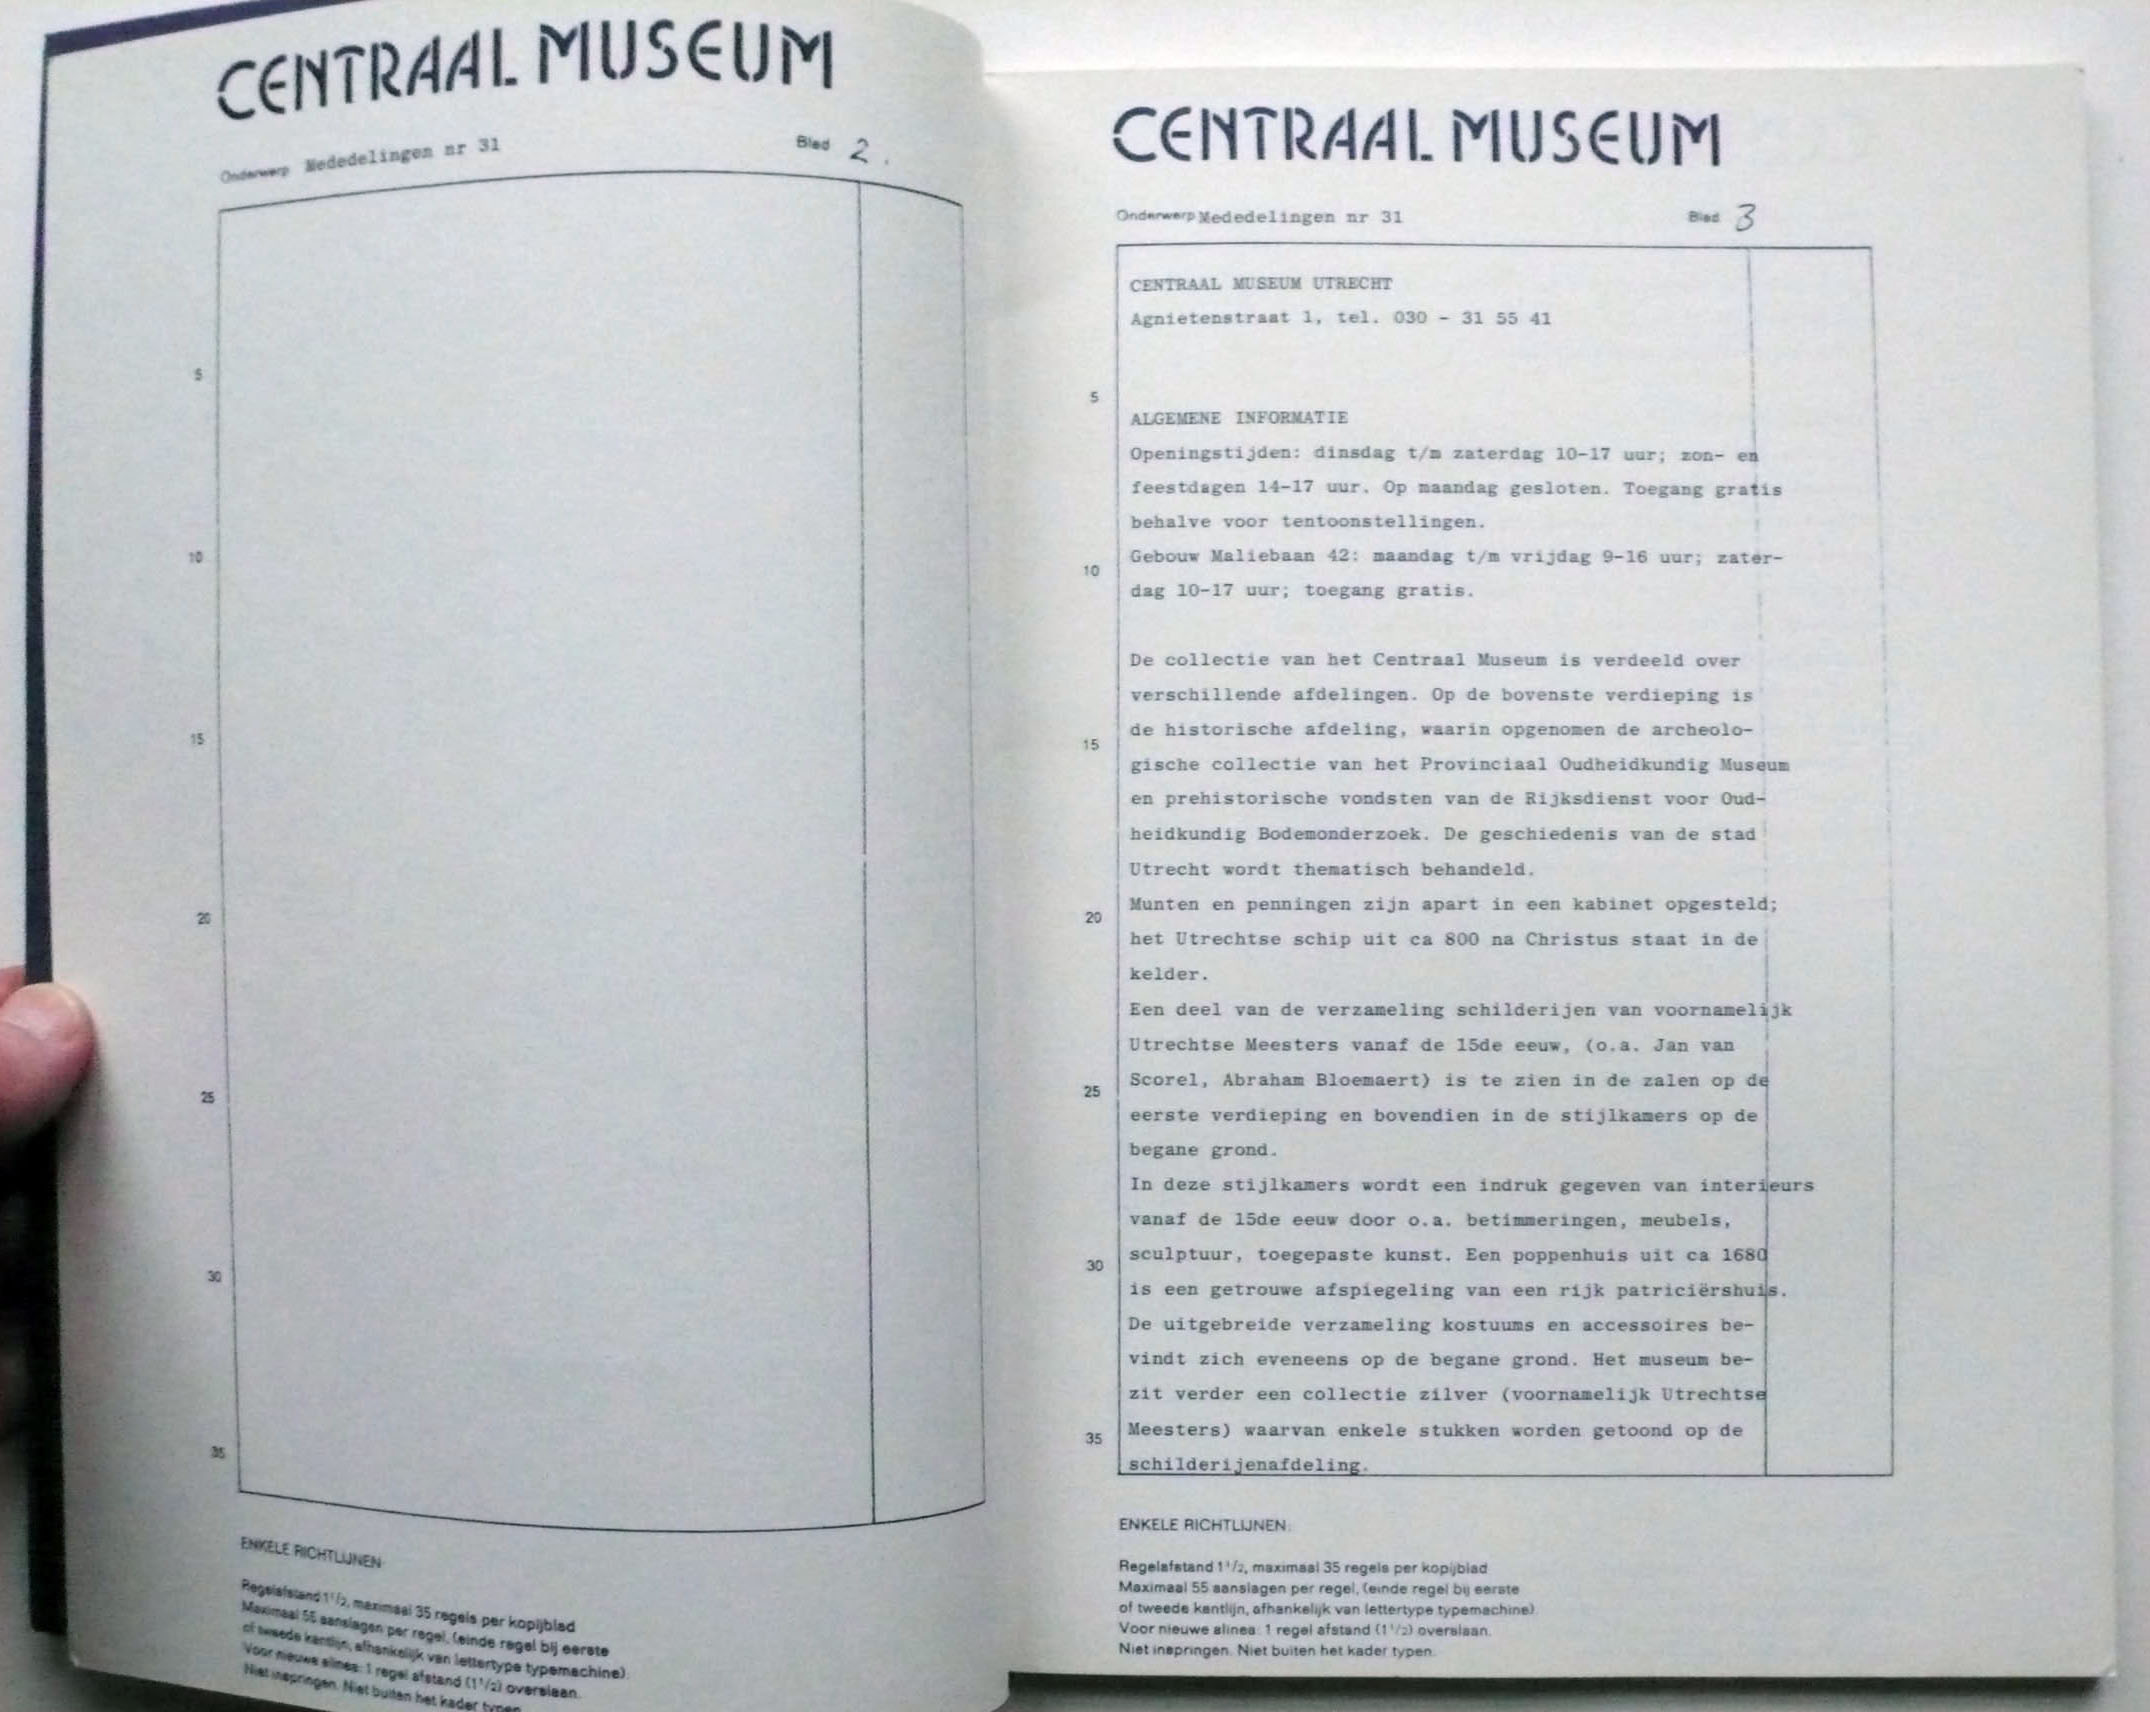 CENTRAAL MUSEUM
Onderwerp Mededelingen nr 31 Blad 2.
5
10
15
20
25
30
35
ENKELE RICHTLIJNEN:
Regelafstand 1 1/2, maximaal 35 regels per kopijblad
Maximaal 55 aanslagen per regel, (einde regel bij eerste
of tweede kantlijn, afhankelijk van lettertype typemachine).
Voor nieuwe alinea: 1 regel afstand (1 1/2) overslaan.
Niet inspringen. Niet buiten het kader typen.
CENTRAAL MUSEUM
Onderwerp Mededelingen nr 31 Blad 3
CENTRAAL MUSEUM UTRECHT
Agnietenstraat 1, tel. 030 - 31 55 41
5
ALGEMENE INFORMATIE
Openingstijden: dinsdag t/m zaterdag 10-17 uur; zon- en
feestdagen 14-17 uur. Op maandag gesloten. Toegang gratis
behalve voor tentoonstellingen.
Gebouw Maliebaan 42: maandag t/m vrijdag 9-16 uur; zater-
10
dag 10-17 uur; toegang gratis.
De collectie van het Centraal Museum is verdeeld over
verschillende afdelingen. Op de bovenste verdieping is
de historische afdeling, waarin opgenomen de archeolo-
15
gische collectie van het Provinciaal Oudheidkundig Museum
en prehistorische vondsten van de Rijksdienst voor Oud-
heidkundig Bodemonderzoek. De geschiedenis van de stad
Utrecht wordt thematisch behandeld.
Munten en penningen zijn apart in een kabinet opgesteld;
20
het Utrechtse schip uit ca 800 na Christus staat in de
kelder.
Een deel van de verzameling schilderijen van voornamelijk
Utrechtse Meesters vanaf de 15de eeuw, (o.a. Jan van
Scorel, Abraham Bloemaert) is te zien in de zalen op de
25
eerste verdieping en bovendien in de stijlkamers op de
begane grond.
In deze stijlkamers wordt een indruk gegeven van interieurs
vanaf de 15de eeuw door o.a. betimmeringen, meubels,
sculptuur, toegepaste kunst. Een poppenhuis uit ca 1680
30
is een getrouwe afspiegeling van een rijk patriciërshuis.
De uitgebreide verzameling kostuums en accessoires be-
vindt zich eveneens op de begane grond. Het museum be-
zit verder een collectie zilver (voornamelijk Utrechtse
Meesters) waarvan enkele stukken worden getoond op de
35
schilderijenafdeling.
ENKELE RICHTLIJNEN:
Regelafstand 1 1/2, maximaal 35 regels per kopijblad
Maximaal 55 aanslagen per regel, (einde regel bij eerste
of tweede kantlijn, afhankelijk van lettertype typemachine)
Voor nieuwe alinea: 1 regel afstand (1 1/2) overslaan.
Niet inspringen. Niet buiten het kader typen.